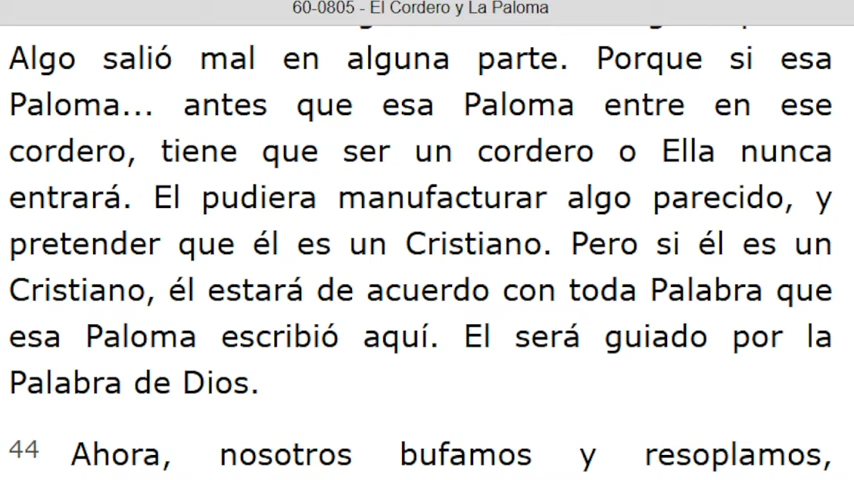 60-0805 - El Cordero y La Paloma
Algo salió mal en alguna parte. Porque si esa
Paloma... antes que esa Paloma entre en ese
cordero, tiene que ser un cordero o Ella nunca
entrará. El pudiera manufacturar algo parecido, y
pretender que él es un Cristiano. Pero si él es un
Cristiano, él estará de acuerdo con toda Palabra que
esa Paloma escribió aquí. El será guiado por la
Palabra de Dios.
44 Ahora, nosotros bufamos y resoplamos,